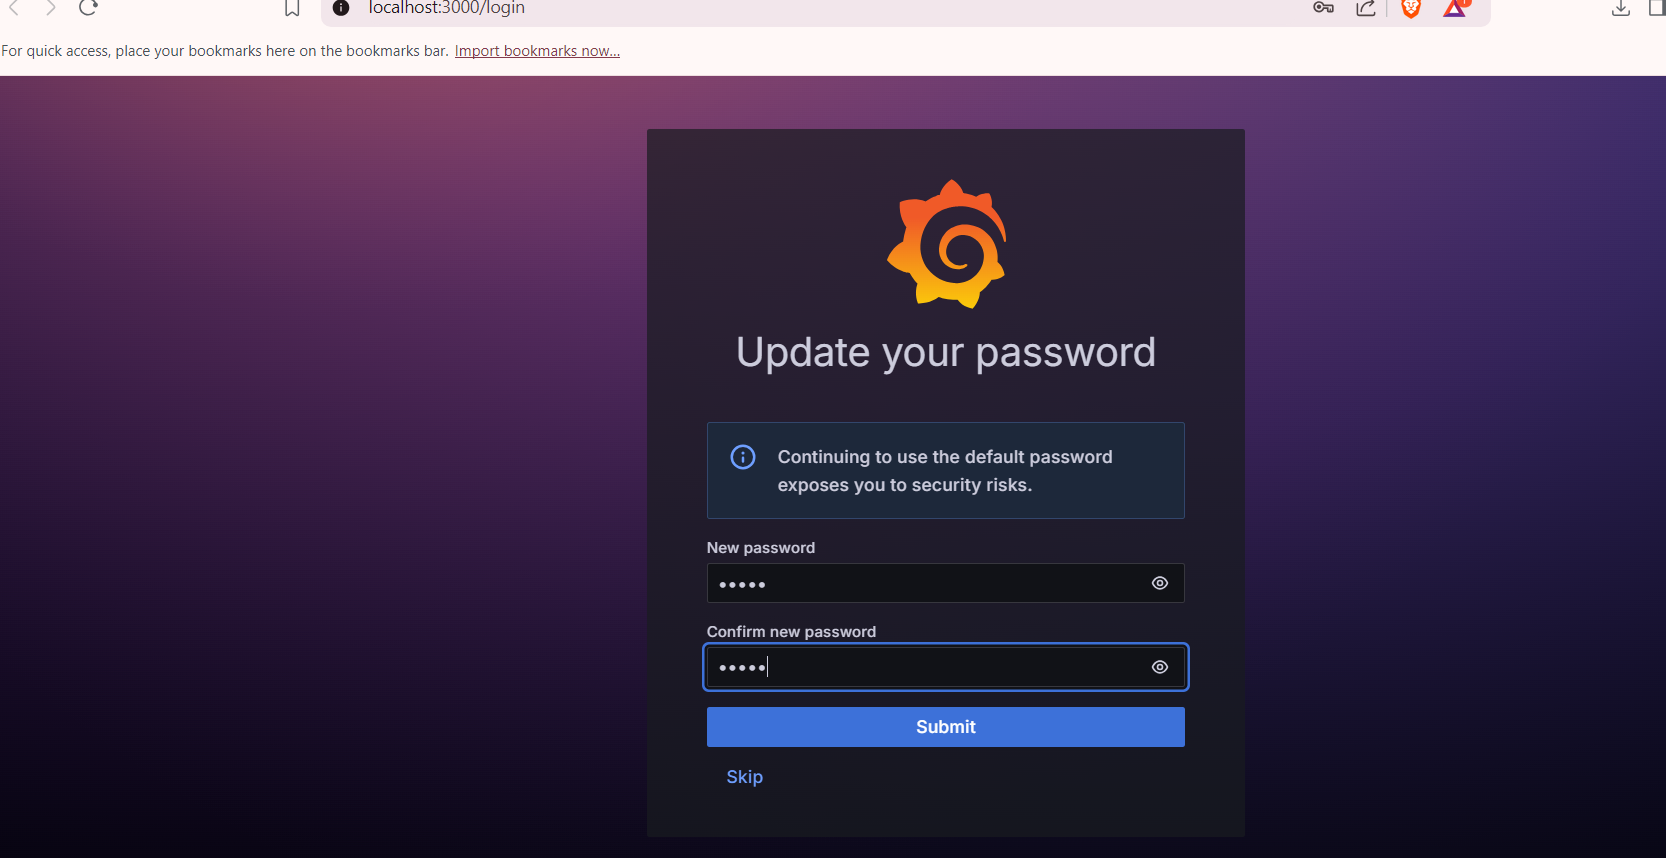 localhost:3000/login
For quick access, place your bookmarks here on the bookmarks bar. Import bookmarks now...
Update your password
Continuing to use the default password
exposes you to security risks.
New password
•••••
Confirm new password
•••••
Submit
Skip